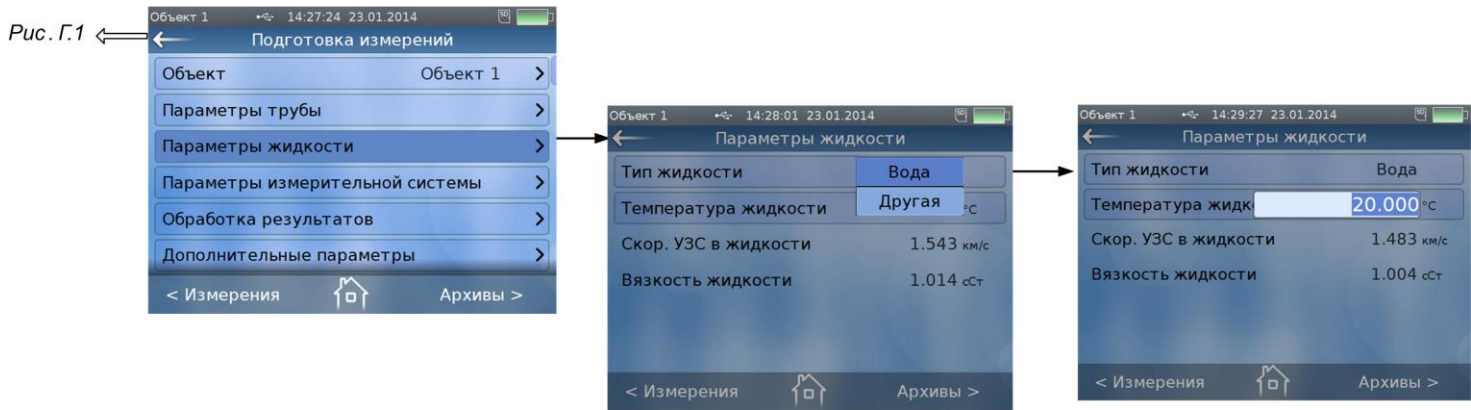 Рис. Г.1
Объект 1 14:27:24 23.01.2014 SD
Подготовка измерений
Объект Объект 1
Параметры трубы
Параметры жидкости
Параметры измерительной системы
Обработка результатов
Дополнительные параметры
< Измерения Архивы >
Объект 1 14:28:01 23.01.2014 SD
Параметры жидкости
Тип жидкости Вода
Другая
Температура жидкости °C
Скор. УЗС в жидкости 1.543 км/с
Вязкость жидкости 1.014 сСт
< Измерения Архивы >
Объект 1 14:29:27 23.01.2014 SD
Параметры жидкости
Тип жидкости Вода
Температура жидк 20.000 °C
Скор. УЗС в жидкости 1.483 км/с
Вязкость жидкости 1.004 сСт
< Измерения Архивы >